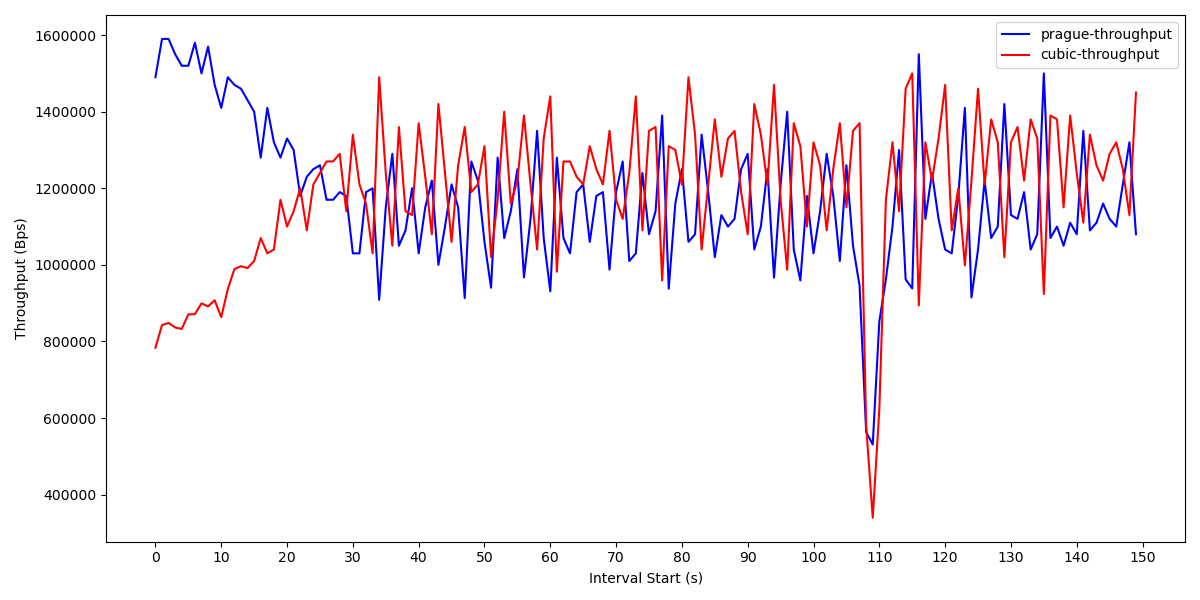 prague-throughput
cubic-throughput
Throughput (Bps)
1600000
1400000
1200000
1000000
800000
600000
400000
0 10 20 30 40 50 60 70 80 90 100 110 120 130 140 150
Interval Start (s)